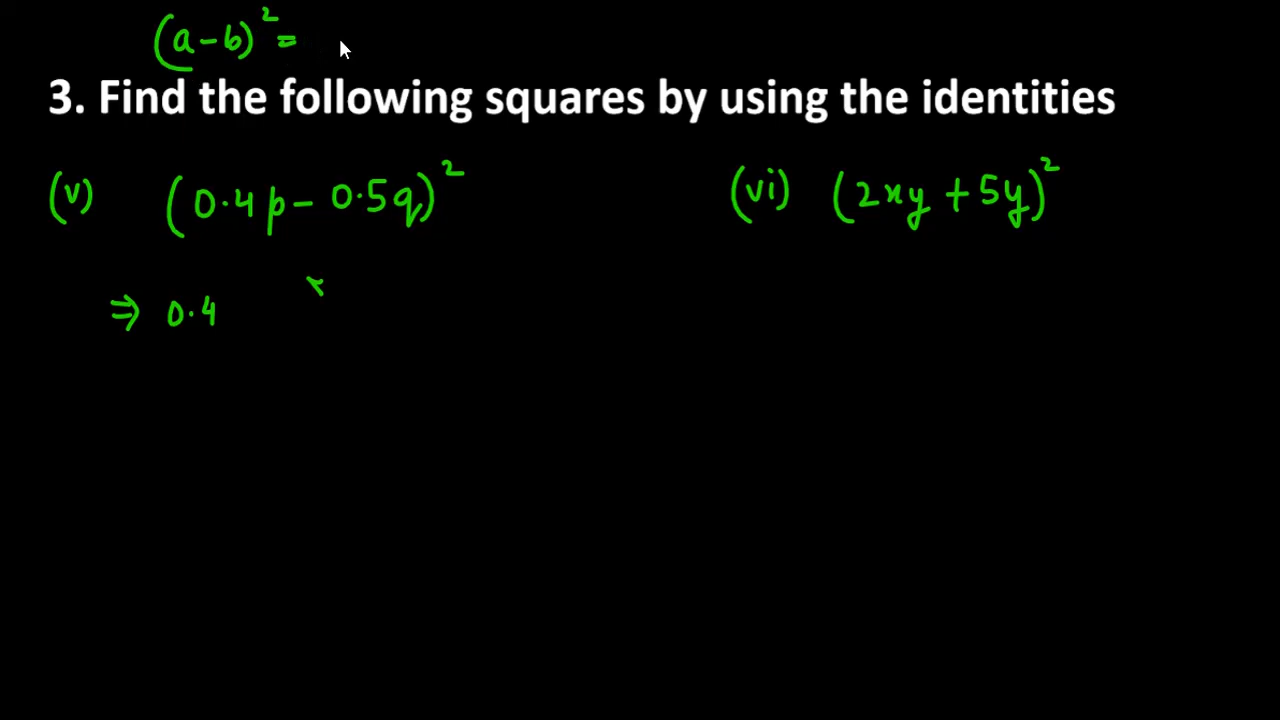 (a-b)² =
3. Find the following squares by using the identities
(v) (0.4p - 0.5q)² (vi) (2xy + 5y)²
⇒ 0.4